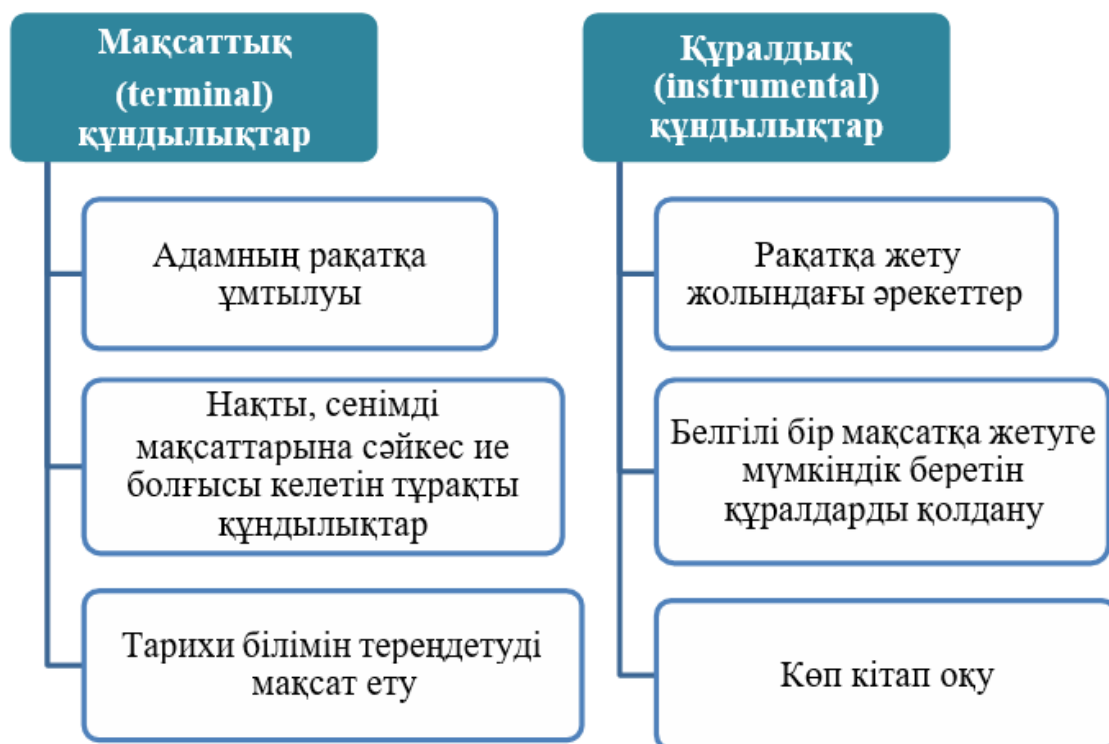 Мақсаттық
(terminal)
құндылықтар
Адамның рақатқа
ұмтылуы
Нақты, сенімді
мақсаттарына сәйкес ие
болғысы келетін тұрақты
құндылықтар
Тарихи білімін тереңдетуді
мақсат ету
Құралдық
(instrumental)
құндылықтар
Рақатқа жету
жолындағы әрекеттер
Белгілі бір мақсатқа жетуге
мүмкіндік беретін
құралдарды қолдану
Көп кітап оқу